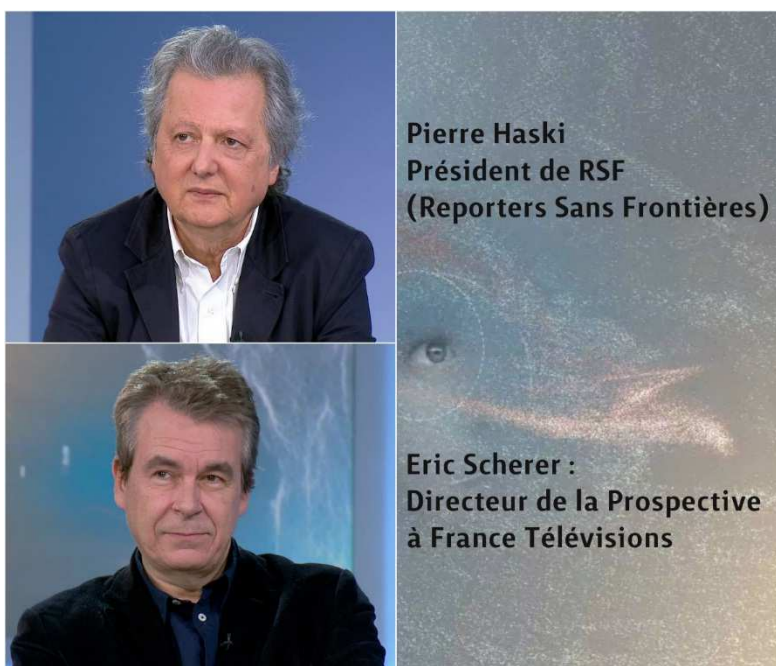 Pierre Haski
Président de RSF
(Reporters Sans Frontières)
Eric Scherer :
Directeur de la Prospective
à France Télévisions